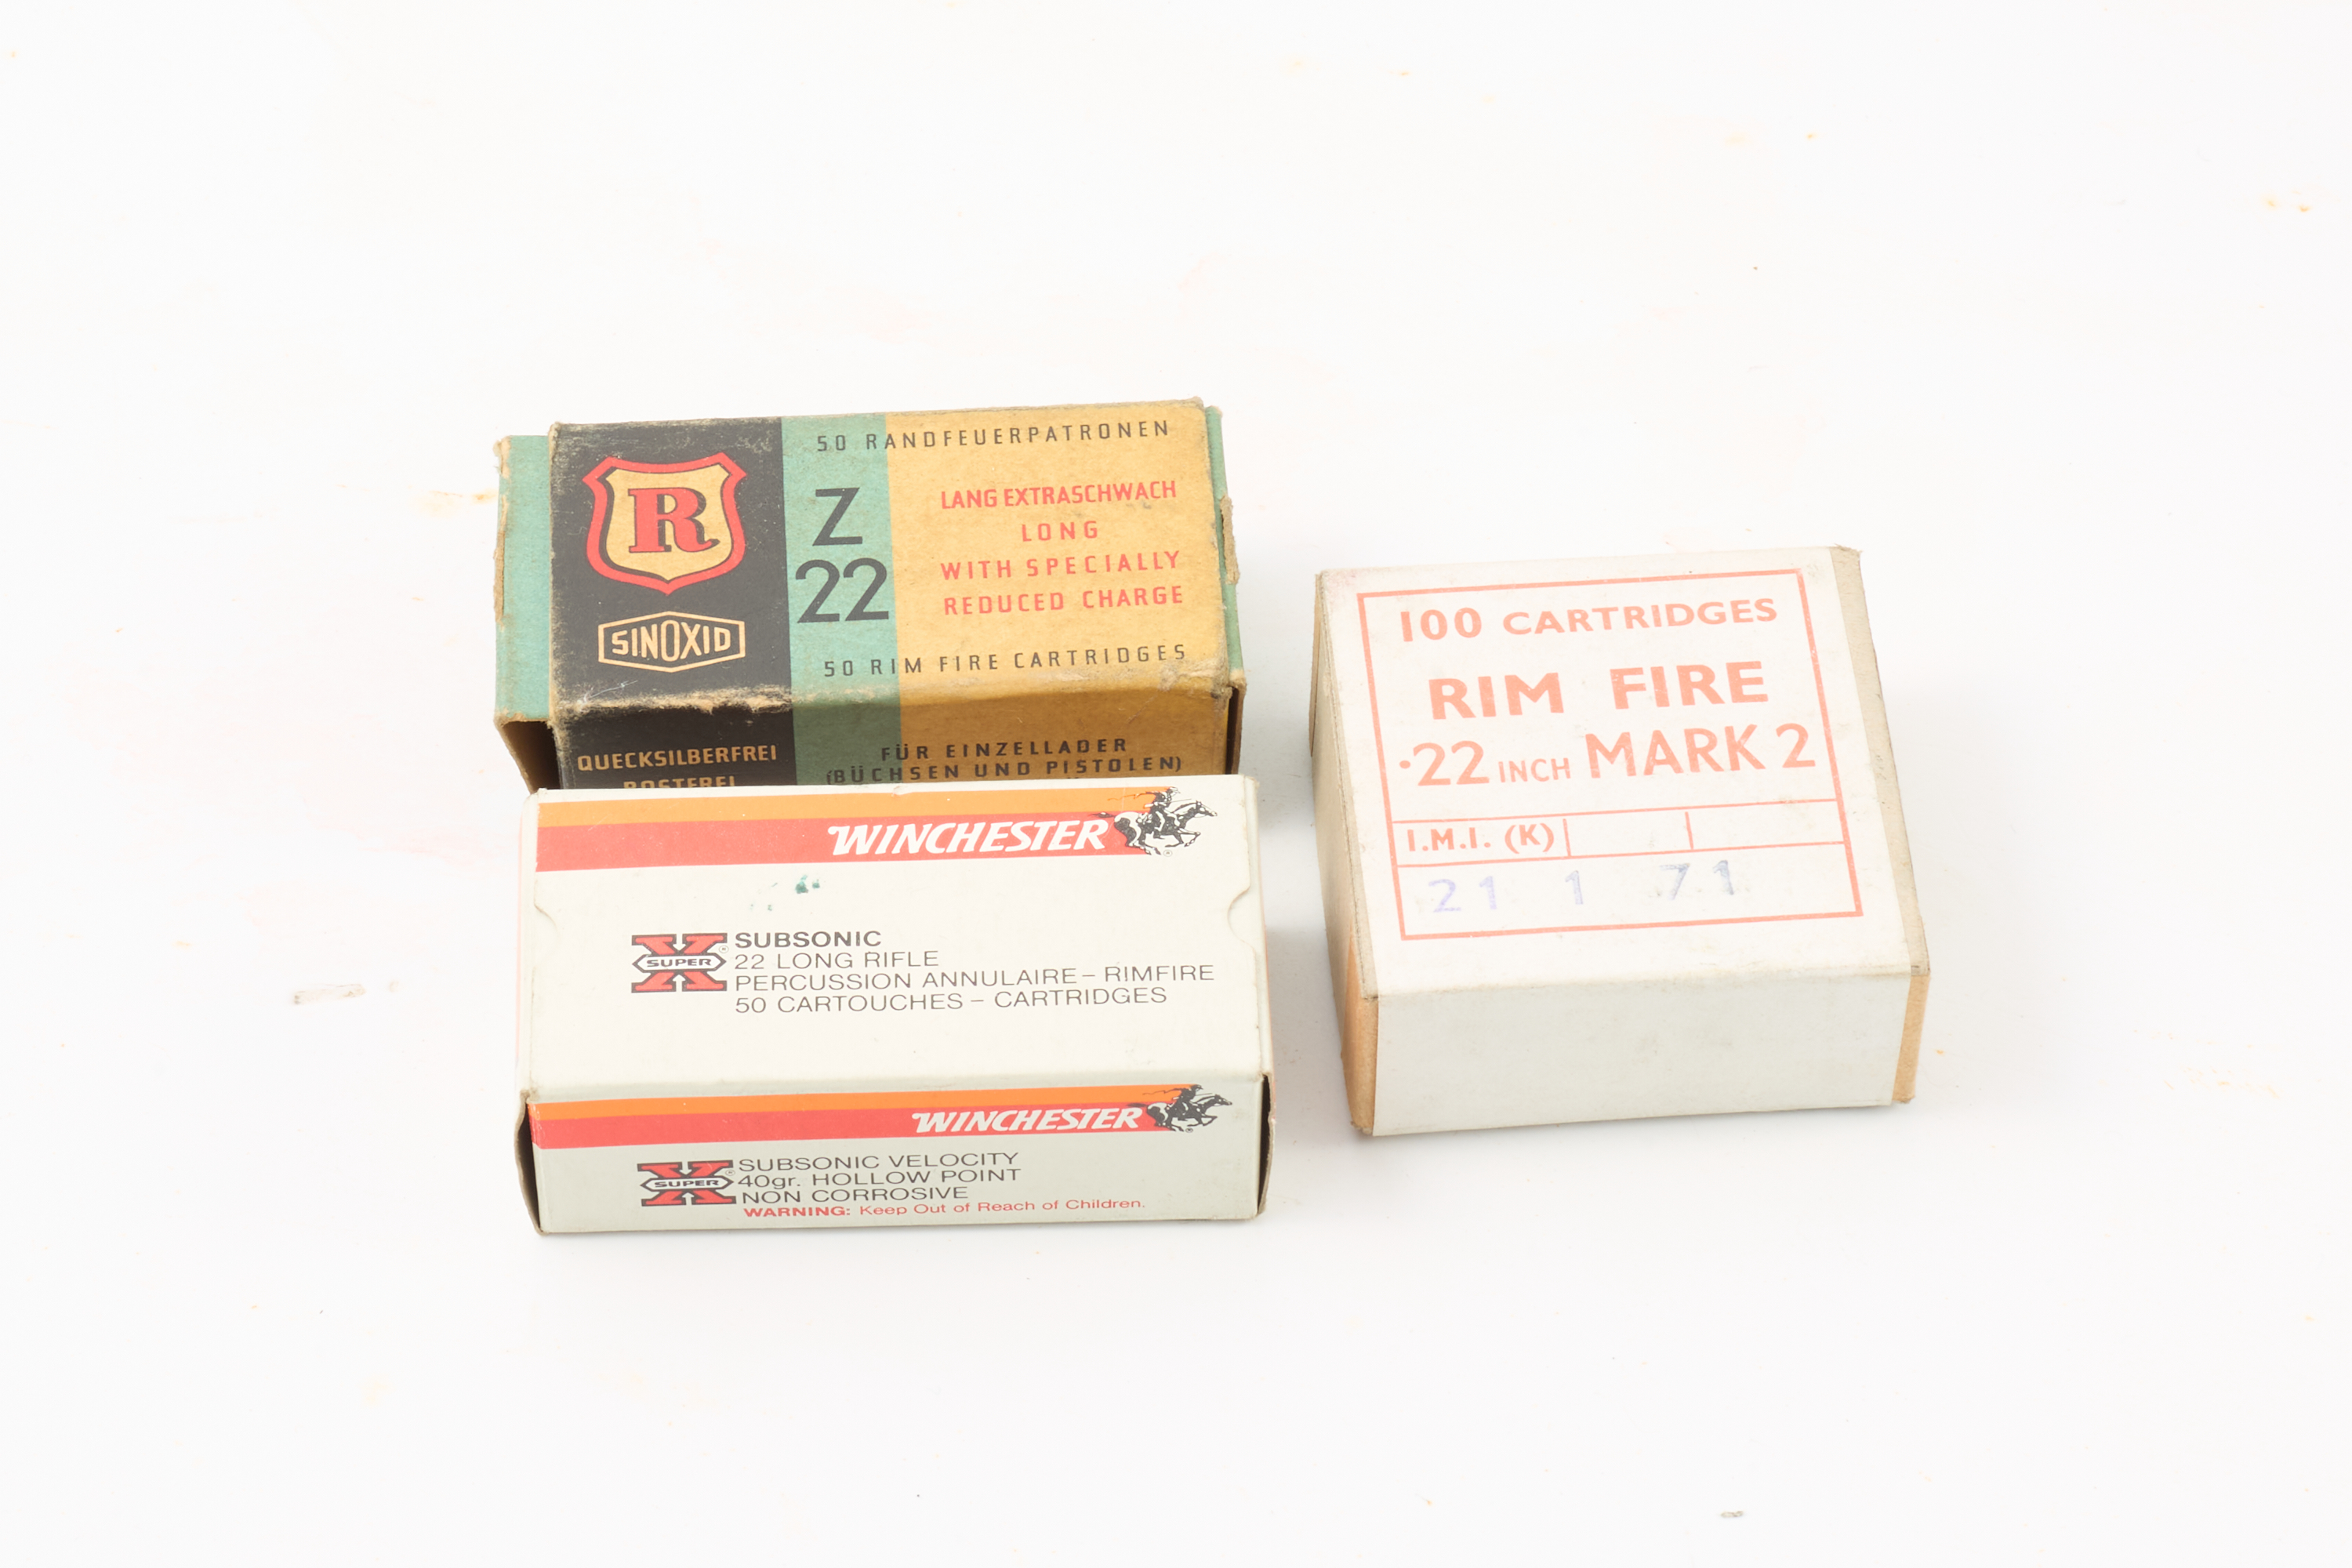 R
SINOXID
Z
22
50 RANDFEUERPATRONEN
LANG EXTRASCHWACH
LONG
WITH SPECIALLY
REDUCED CHARGE
50 RIM FIRE CARTRIDGES
QUECKSILBERFREI
ROSTFREI
FÜR EINZELLADER
(BÜCHSEN UND PISTOLEN)
WINCHESTER
®
X SUPER ®
SUBSONIC
22 LONG RIFLE
PERCUSSION ANNULAIRE – RIMFIRE
50 CARTOUCHES – CARTRIDGES
WINCHESTER
®
X SUPER ®
SUBSONIC VELOCITY
40gr. HOLLOW POINT
NON CORROSIVE
WARNING: Keep Out of Reach of Children.
100 CARTRIDGES
RIM FIRE
·22 INCH MARK 2
I.M.I. (K)
21 1 71